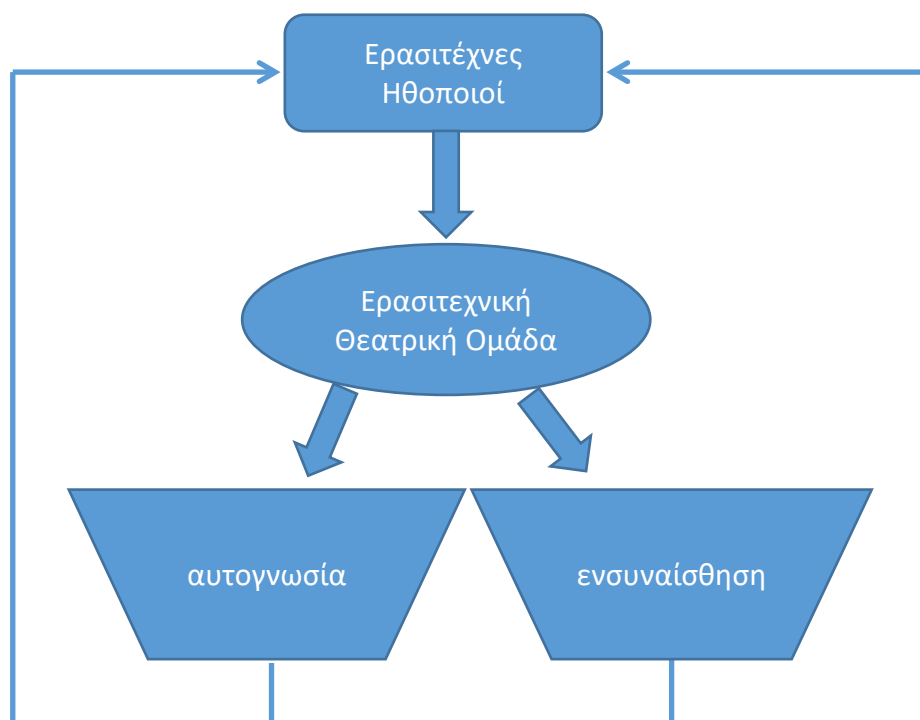 Ερασιτέχνες
Ηθοποιοί
Ερασιτεχνική
Θεατρική Ομάδα
αυτογνωσία
ενσυναίσθηση